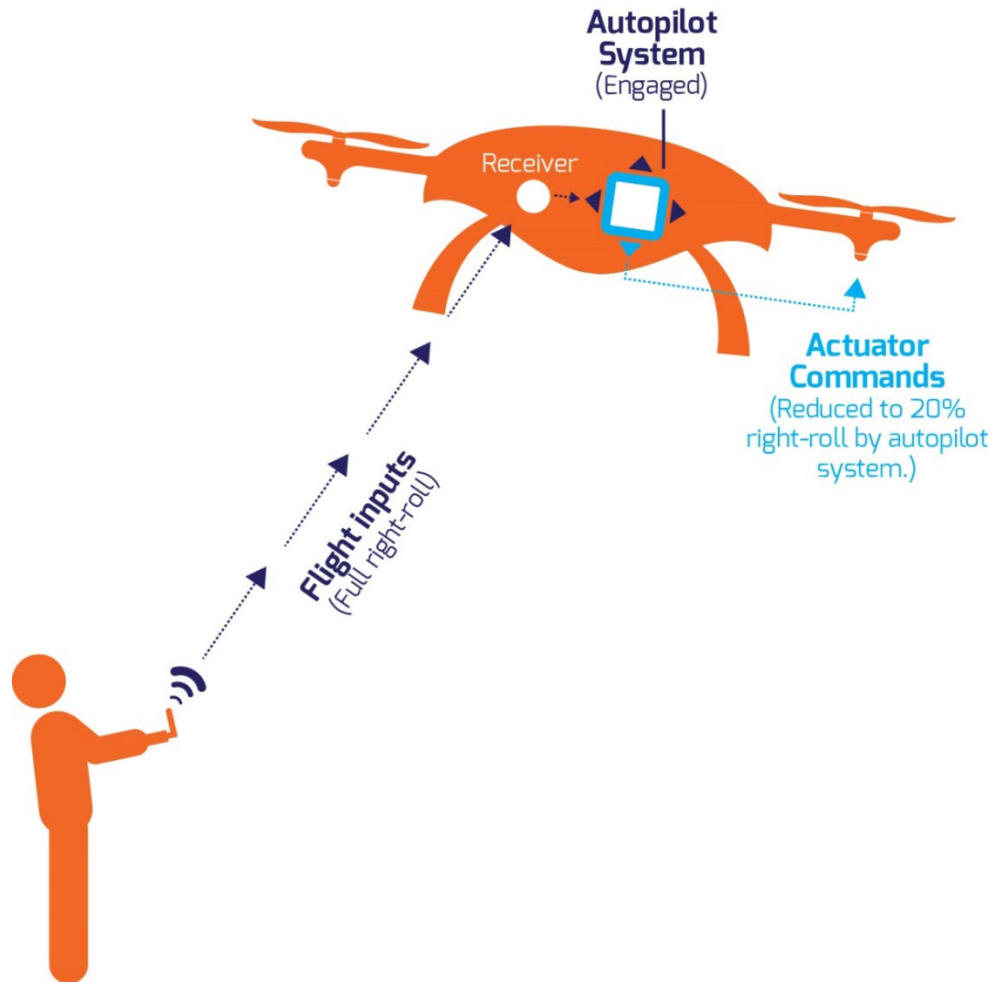 Autopilot
System
(Engaged)
Receiver
Actuator
Commands
(Reduced to 20%
right-roll by autopilot
system.)
Flight inputs
(Full right-roll)